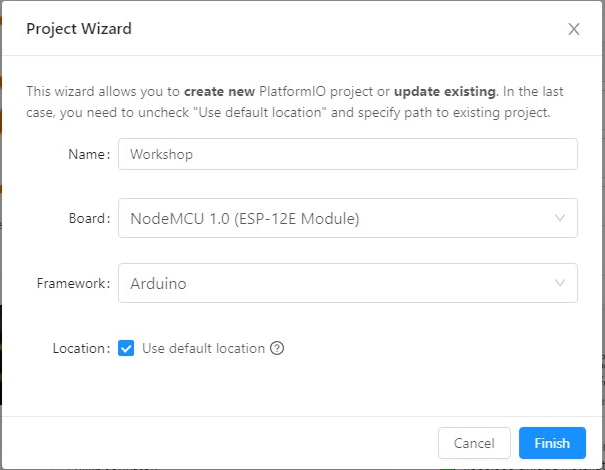 Project Wizard
This wizard allows you to create new PlatformIO project or update existing. In the last
case, you need to uncheck "Use default location" and specify path to existing project.
Name:
Workshop
Board:
NodeMCU 1.0 (ESP-12E Module)
Framework:
Arduino
Location:
Use default location
Cancel
Finish